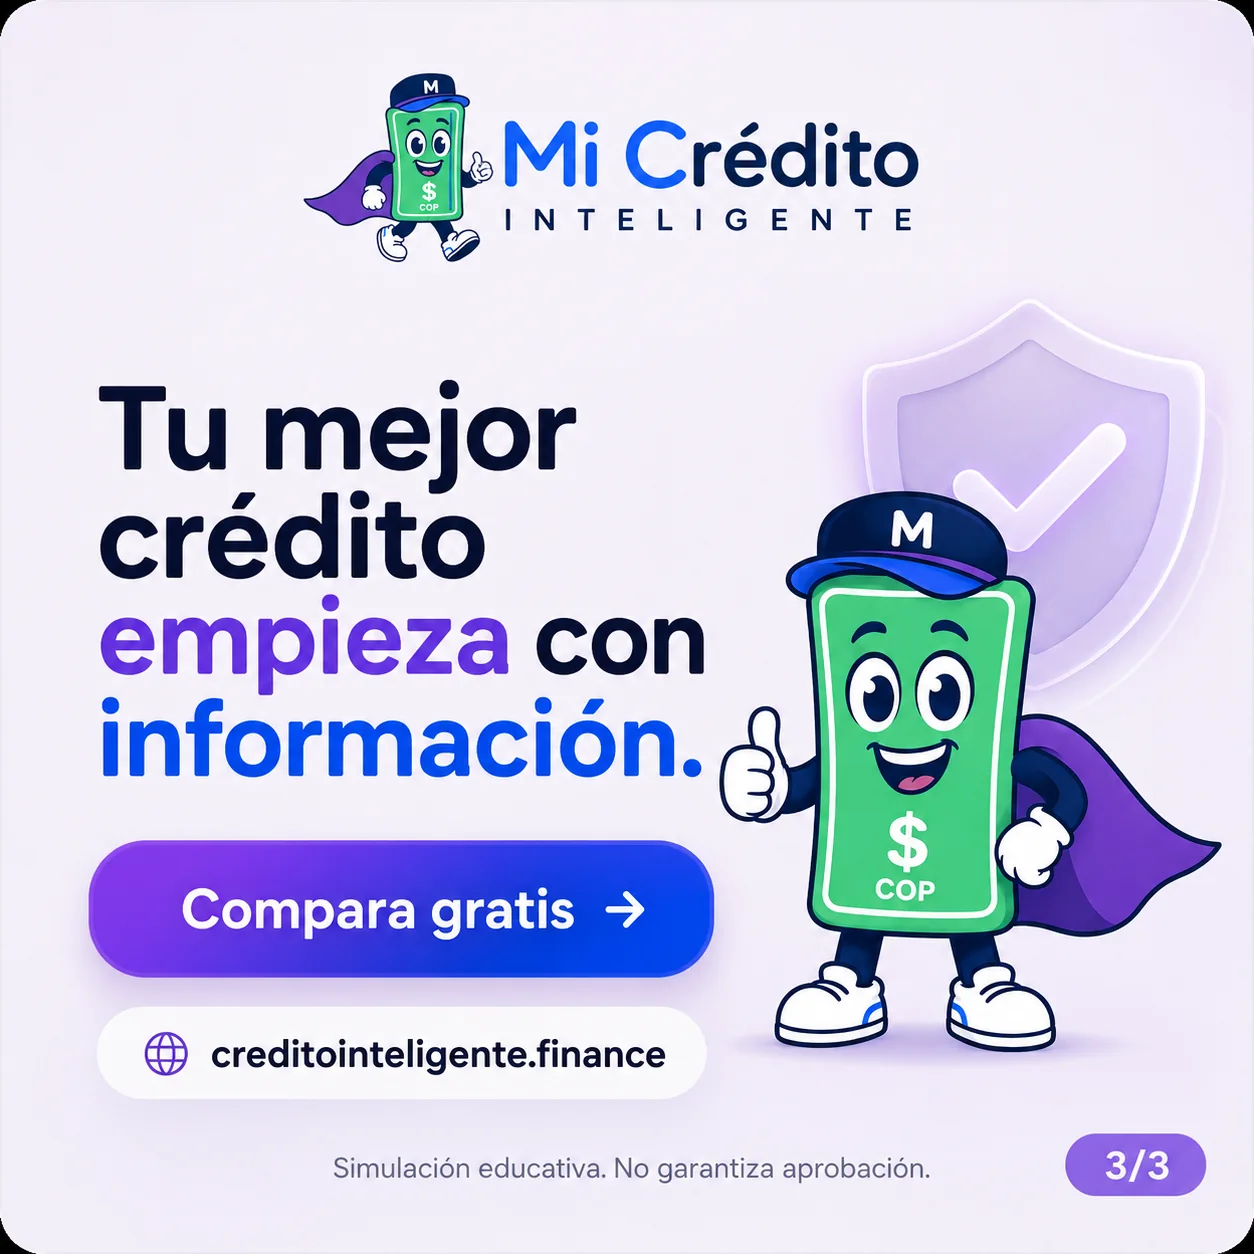 M
$
COP
Mi Crédito
INTELIGENTE
Tu mejor
crédito
empieza con
información.
M
$
COP
Compara gratis →
creditointeligente.finance
Simulación educativa. No garantiza aprobación.
3/3